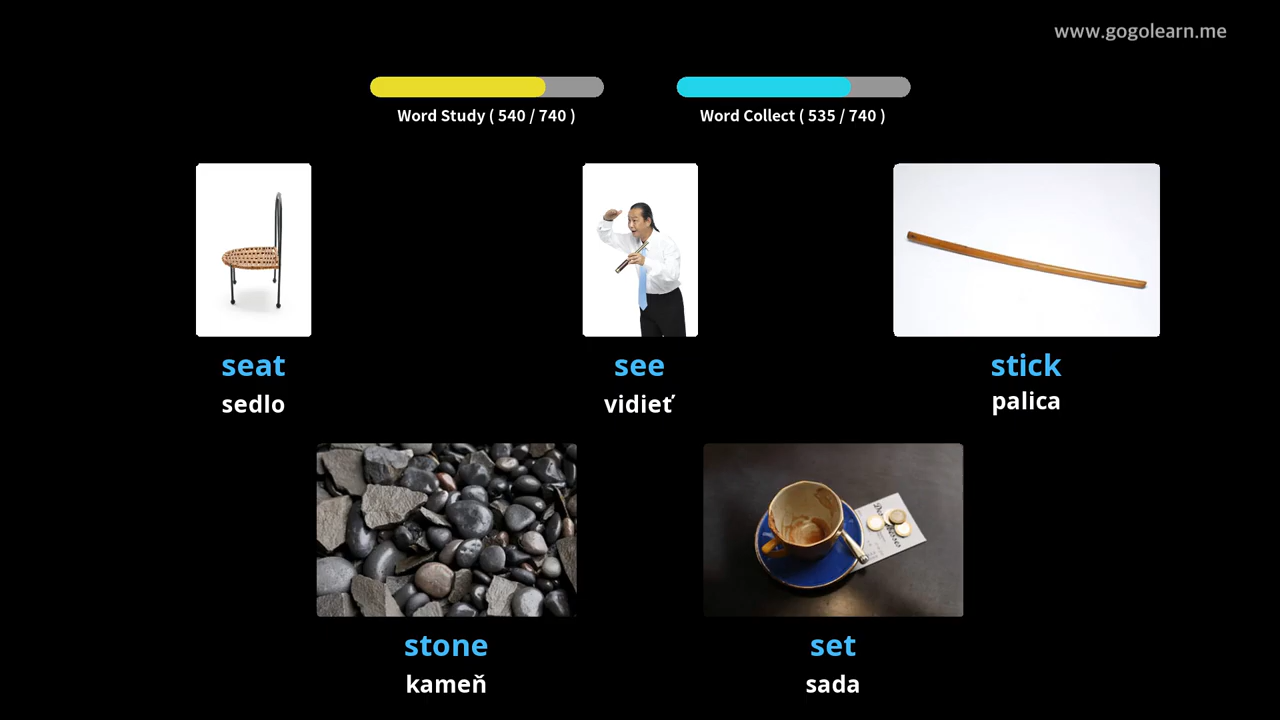 www.gogolearn.me
Word Study ( 540 / 740 )
Word Collect ( 535 / 740 )
seat
sedlo
see
vidieť
stick
palica
stone
kameň
set
sada